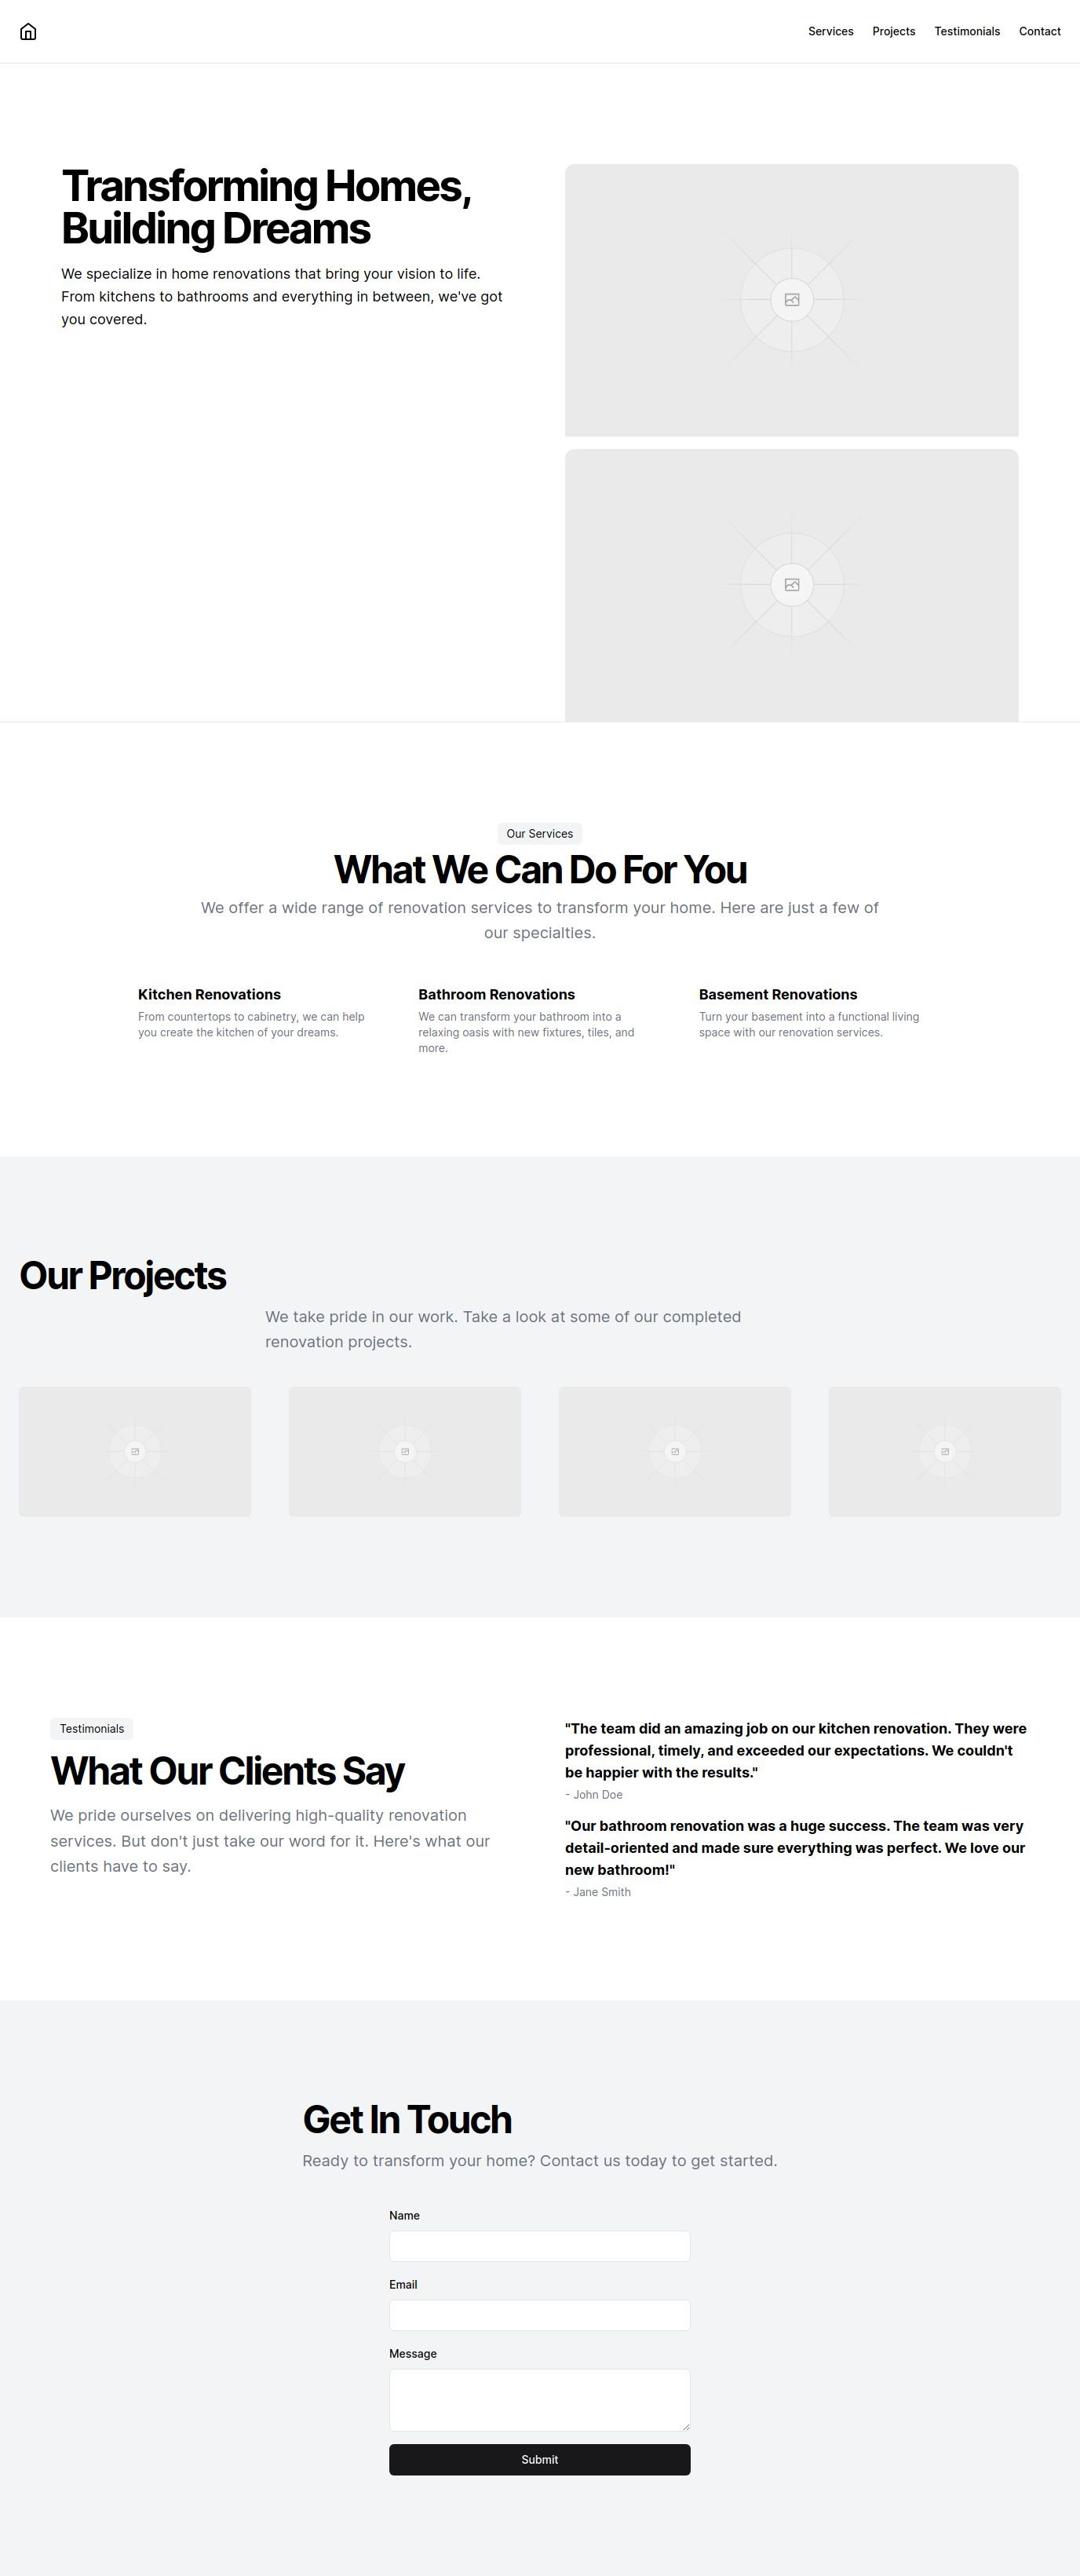 Services Projects Testimonials Contact
Transforming Homes,
Building Dreams
We specialize in home renovations that bring your vision to life.
From kitchens to bathrooms and everything in between, we've got
you covered.
Our Services
What We Can Do For You
We offer a wide range of renovation services to transform your home. Here are just a few of
our specialties.
Kitchen Renovations
From countertops to cabinetry, we can help
you create the kitchen of your dreams.
Bathroom Renovations
We can transform your bathroom into a
relaxing oasis with new fixtures, tiles, and
more.
Basement Renovations
Turn your basement into a functional living
space with our renovation services.
Our Projects
We take pride in our work. Take a look at some of our completed
renovation projects.
Testimonials
What Our Clients Say
We pride ourselves on delivering high-quality renovation
services. But don't just take our word for it. Here's what our
clients have to say.
"The team did an amazing job on our kitchen renovation. They were
professional, timely, and exceeded our expectations. We couldn't
be happier with the results."
- John Doe
"Our bathroom renovation was a huge success. The team was very
detail-oriented and made sure everything was perfect. We love our
new bathroom!"
- Jane Smith
Get In Touch
Ready to transform your home? Contact us today to get started.
Name
Email
Message
Submit